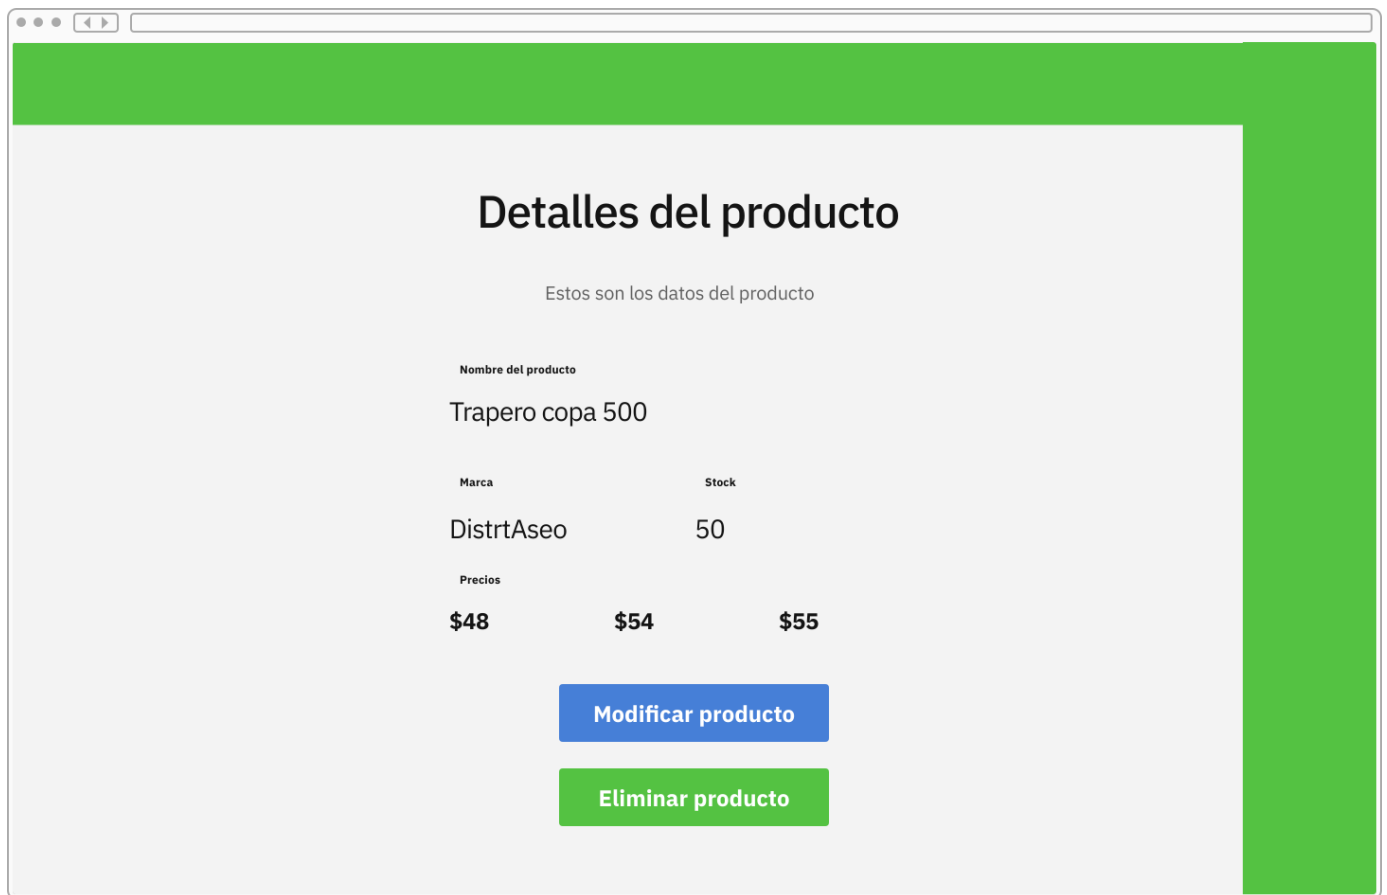 Detalles del producto
Estos son los datos del producto
Nombre del producto
Trapero copa 500
Marca Stock
DistrtAseo 50
Precios
$48 $54 $55
Modificar producto
Eliminar producto